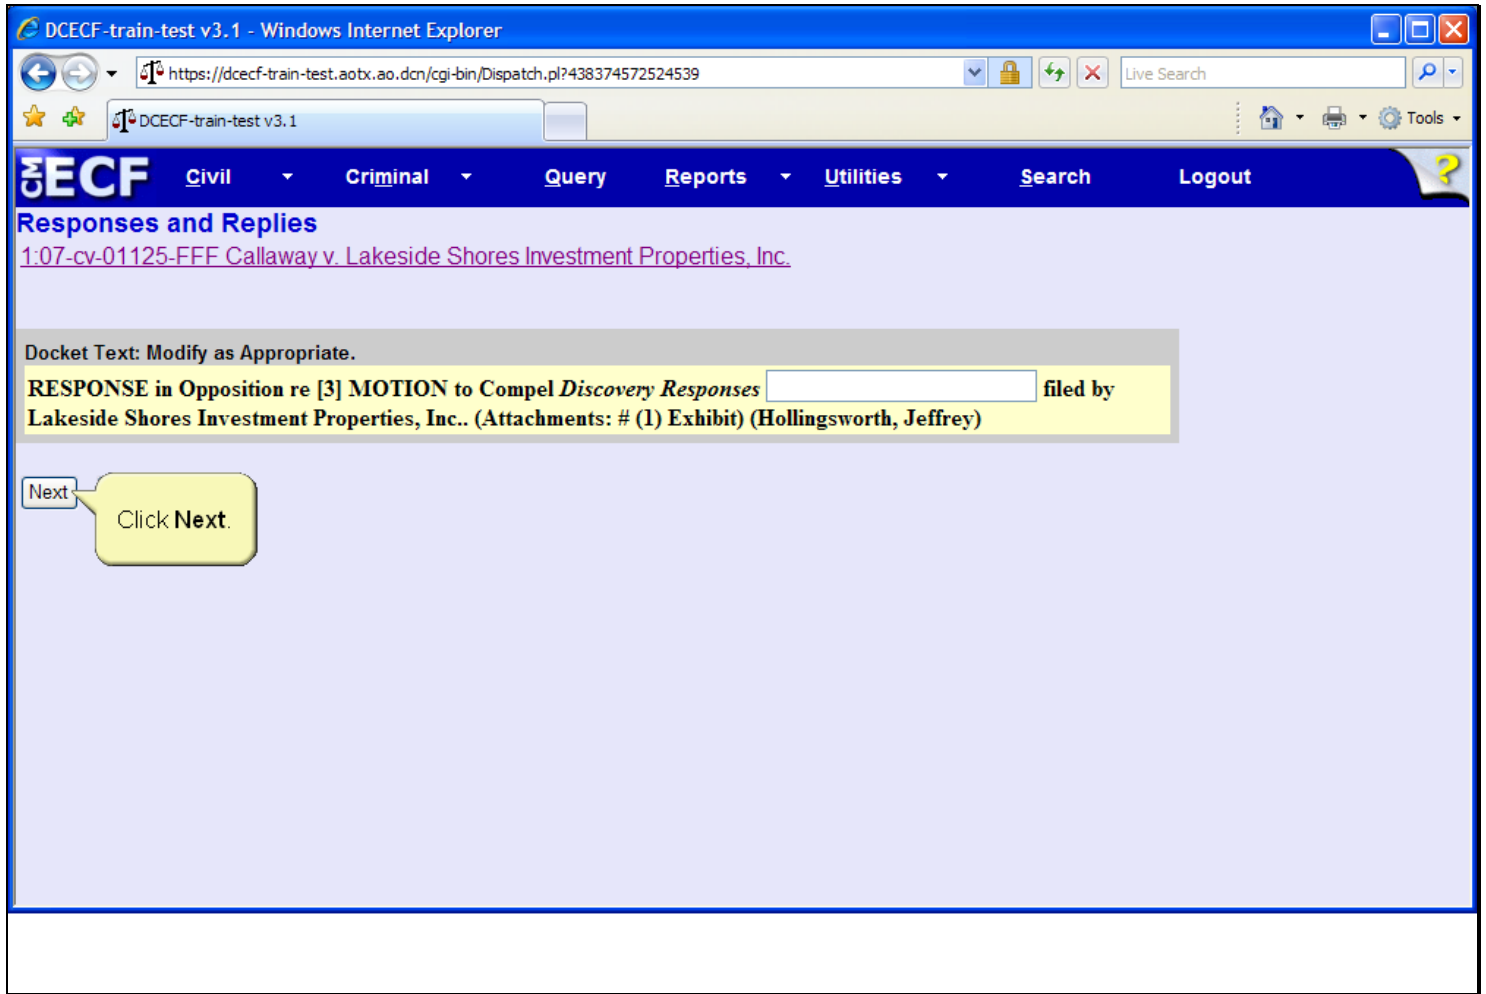 DCECF-train-test v3.1 - Windows Internet Explorer
https://dcecf-train-test.aotx.ao.dcn/cgi-bin/Dispatch.pl?438374572524539
Live Search
DCECF-train-test v3.1
Tools
CM ECF Civil Criminal Query Reports Utilities Search Logout ?
Responses and Replies
1:07-cv-01125-FFF Callaway v. Lakeside Shores Investment Properties, Inc.
Docket Text: Modify as Appropriate.
RESPONSE in Opposition re [3] MOTION to Compel Discovery Responses filed by
Lakeside Shores Investment Properties, Inc.. (Attachments: # (1) Exhibit) (Hollingsworth, Jeffrey)
Next
Click Next.